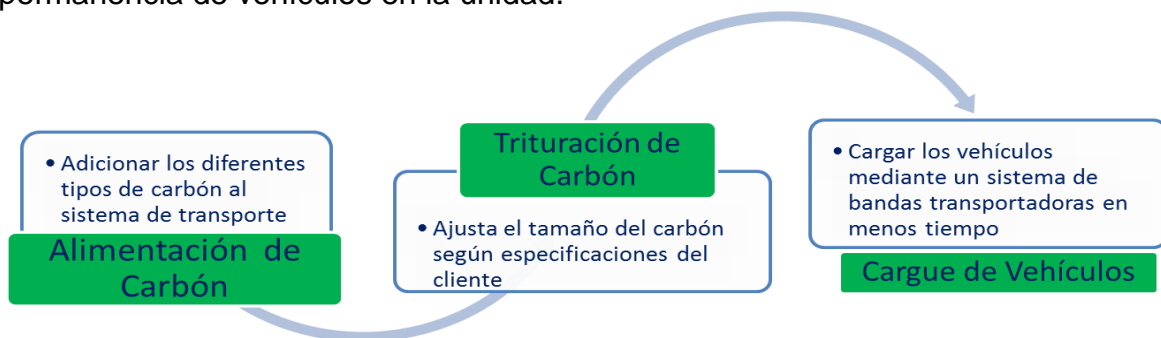 permanencia de vehículos en la unidad.
• Adicionar los diferentes
tipos de carbón al
sistema de transporte
Alimentación de
Carbón
Trituración de
Carbón
• Ajusta el tamaño del carbón
según especificaciones del
cliente
• Cargar los vehículos
mediante un sistema de
bandas transportadoras en
menos tiempo
Cargue de Vehículos